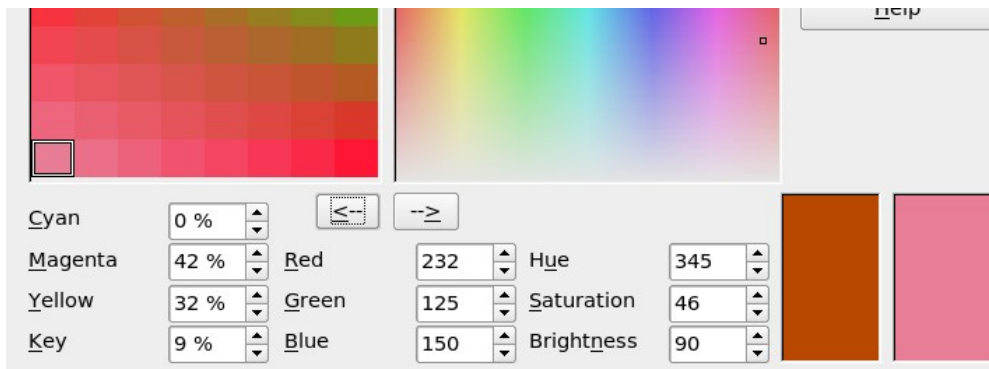 Help
<-- -->
Cyan 0 %
Magenta 42 % Red 232 Hue 345
Yellow 32 % Green 125 Saturation 46
Key 9 % Blue 150 Brightness 90